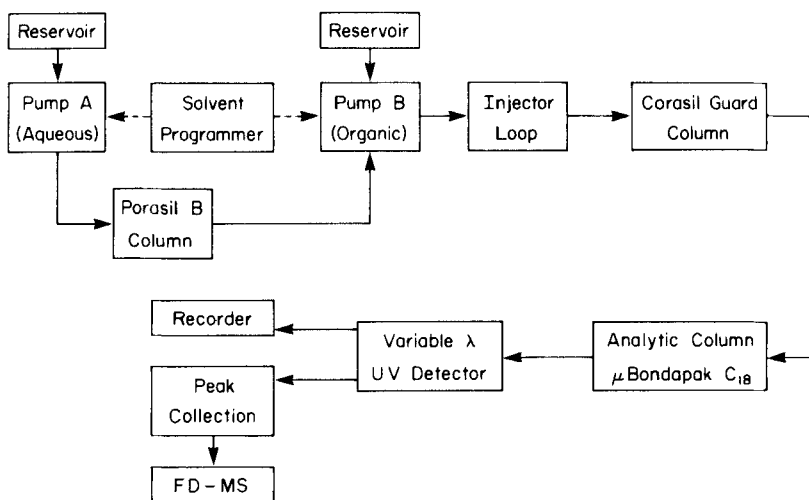 Reservoir
Reservoir
Pump A
(Aqueous)
Solvent
Programmer
Pump B
(Organic)
Injector
Loop
Corasil Guard
Column
Porasil B
Column
Recorder
Variable λ
UV Detector
Analytic Column
μBondapak C₁₈
Peak
Collection
FD-MS